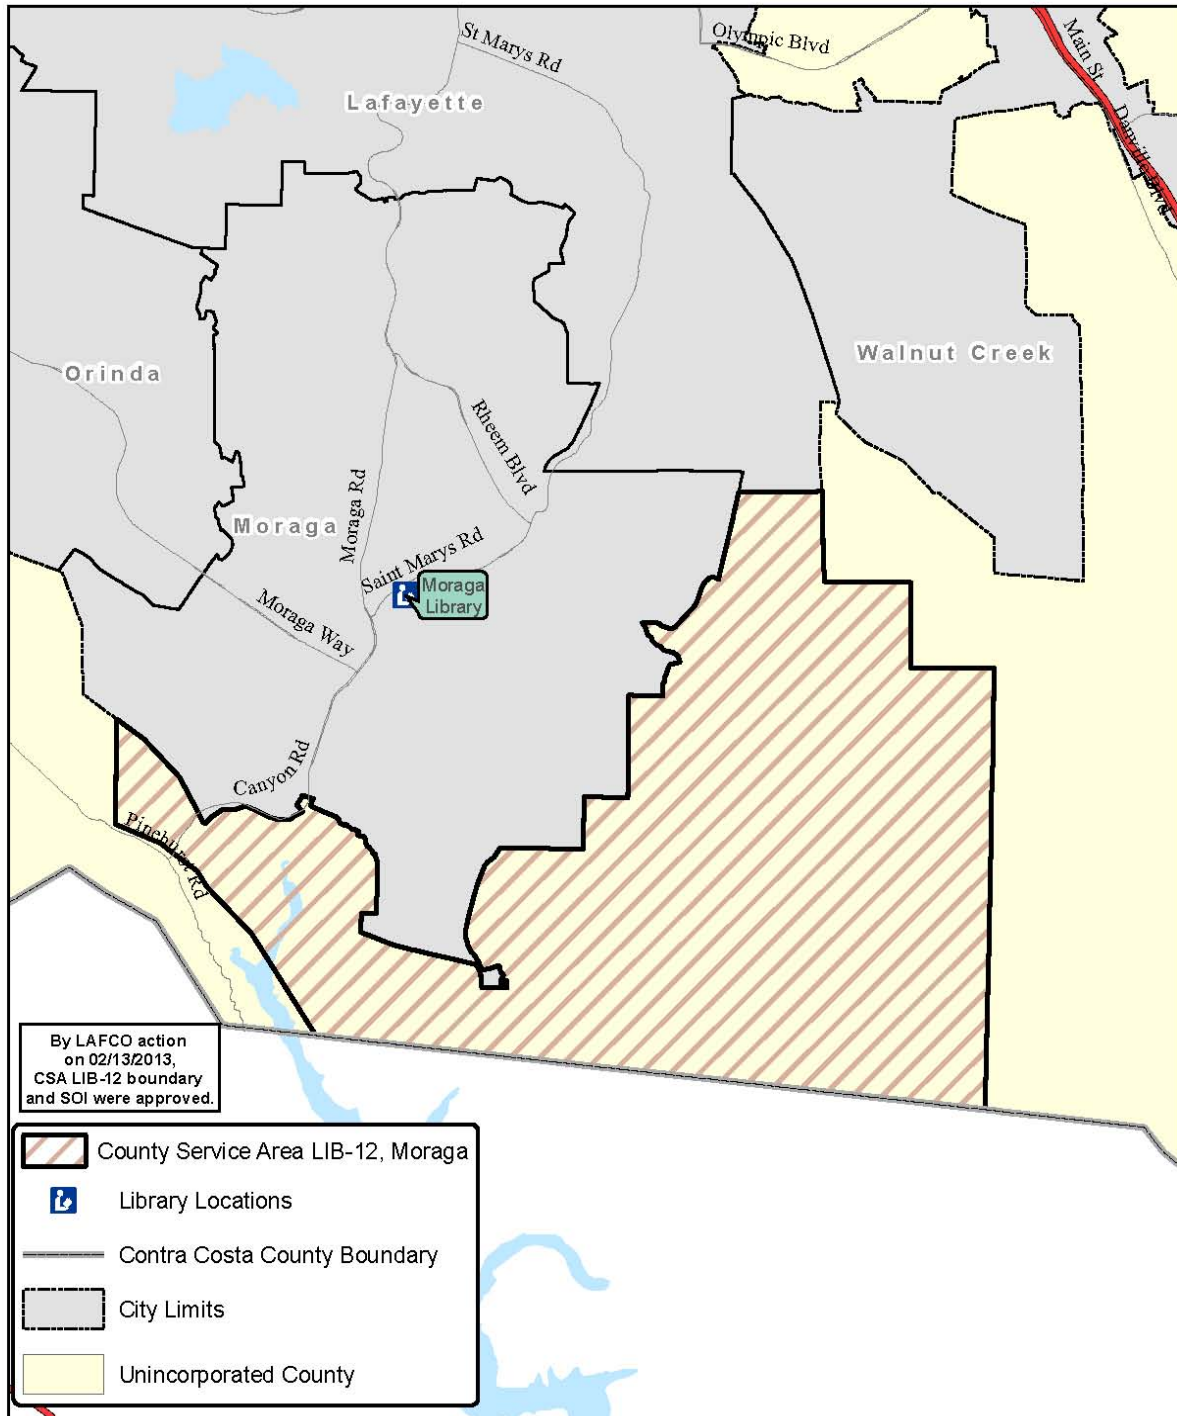 St Marys Rd
Olympic Blvd
Main St
Lafayette
Danville Blvd
Walnut Creek
Orinda
Rheem Blvd
Moraga Rd
Moraga
Saint Marys Rd
Moraga
Library
Moraga Way
Canyon Rd
Pinehurst Rd
By LAFCO action
on 02/13/2013,
CSA LIB-12 boundary
and SOI were approved.
County Service Area LIB-12, Moraga
Library Locations
Contra Costa County Boundary
City Limits
Unincorporated County